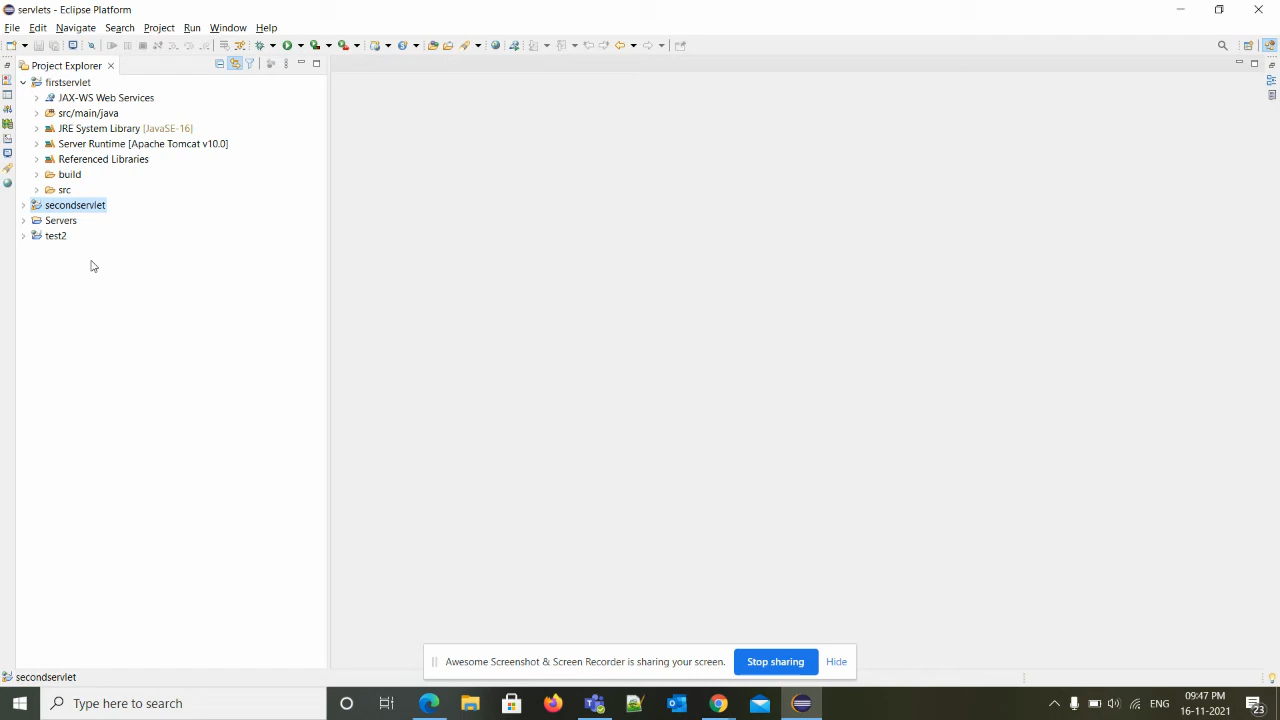 servlets - Eclipse Platform
File Edit Navigate Search Project Run Window Help
Project Explorer
firstservlet
JAX-WS Web Services
src/main/java
JRE System Library [JavaSE-16]
Server Runtime [Apache Tomcat v10.0]
Referenced Libraries
build
src
secondservlet
Servers
test2
Awesome Screenshot & Screen Recorder is sharing your screen. Stop sharing Hide
secondservlet
Type here to search
ENG
09:47 PM
16-11-2021
23